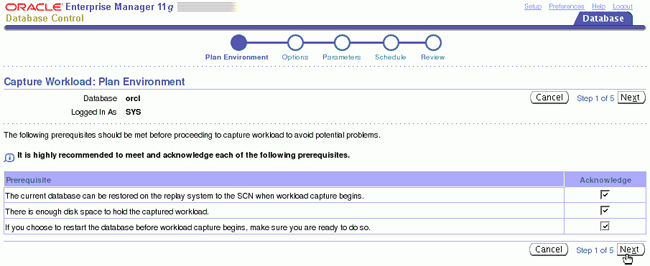 ORACLE Enterprise Manager 11g
Database Control
Setup Preferences Help Logout
Database
Plan Environment Options Parameters Schedule Review
Capture Workload: Plan Environment
Database orcl
Logged In As SYS
Cancel Step 1 of 5 Next
The following prerequisites should be met before proceeding to capture workload to avoid potential problems.
It is highly recommended to meet and acknowledge each of the following prerequisites.
Prerequisite Acknowledge
The current database can be restored on the replay system to the SCN when workload capture begins.
There is enough disk space to hold the captured workload.
If you choose to restart the database before workload capture begins, make sure you are ready to do so.
Cancel Step 1 of 5 Next